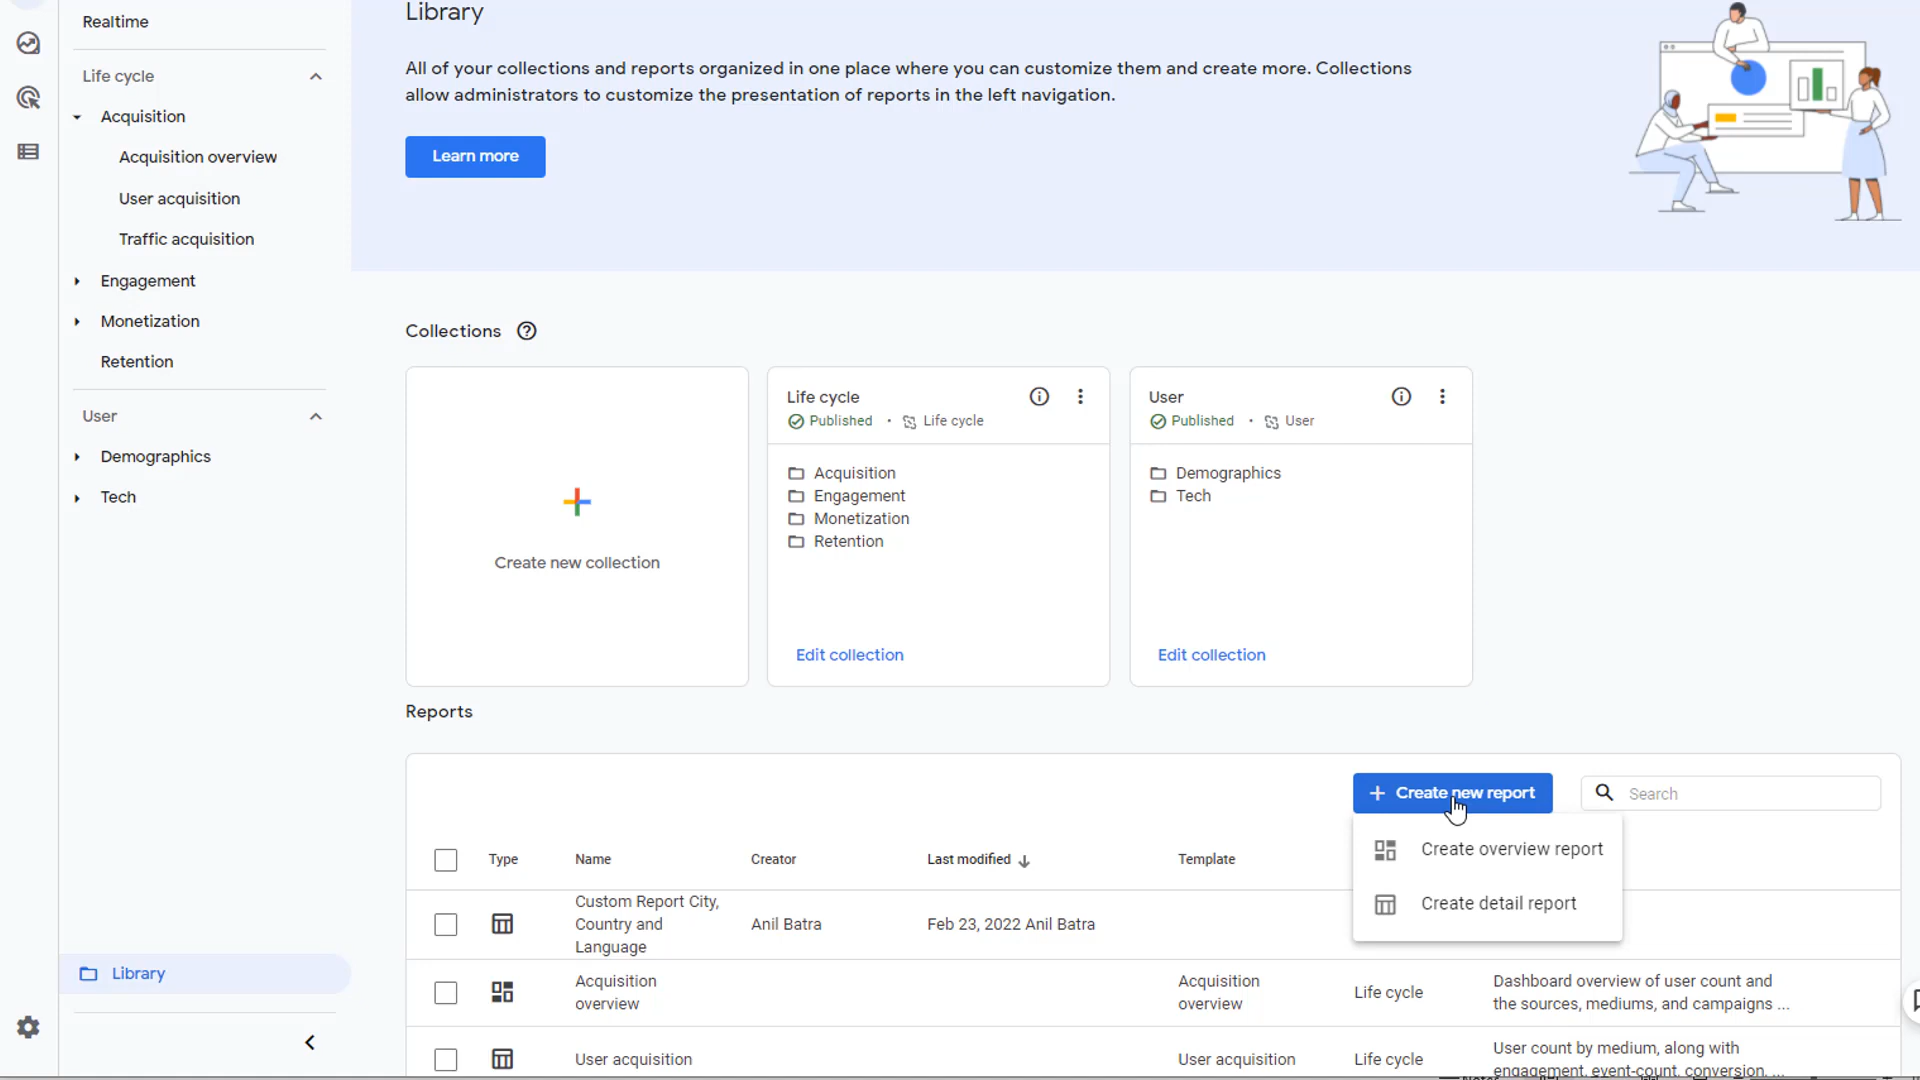 Realtime
Life cycle
Acquisition
Acquisition overview
User acquisition
Traffic acquisition
Engagement
Monetization
Retention
User
Demographics
Tech
Library
Library
All of your collections and reports organized in one place where you can customize them and create more. Collections
allow administrators to customize the presentation of reports in the left navigation.
Learn more
Collections
Create new collection
Life cycle
Published • Life cycle
Acquisition
Engagement
Monetization
Retention
Edit collection
User
Published • User
Demographics
Tech
Edit collection
Reports
Create new report
Search
Create overview report
Create detail report
Type Name Creator Last modified Template
Custom Report City,
Country and
Language
Anil Batra
Feb 23, 2022 Anil Batra
Acquisition
overview
Acquisition
overview
Life cycle
Dashboard overview of user count and
the sources, mediums, and campaigns ...
User acquisition
User acquisition
Life cycle
User count by medium, along with
engagement, event-count, conversion, ...